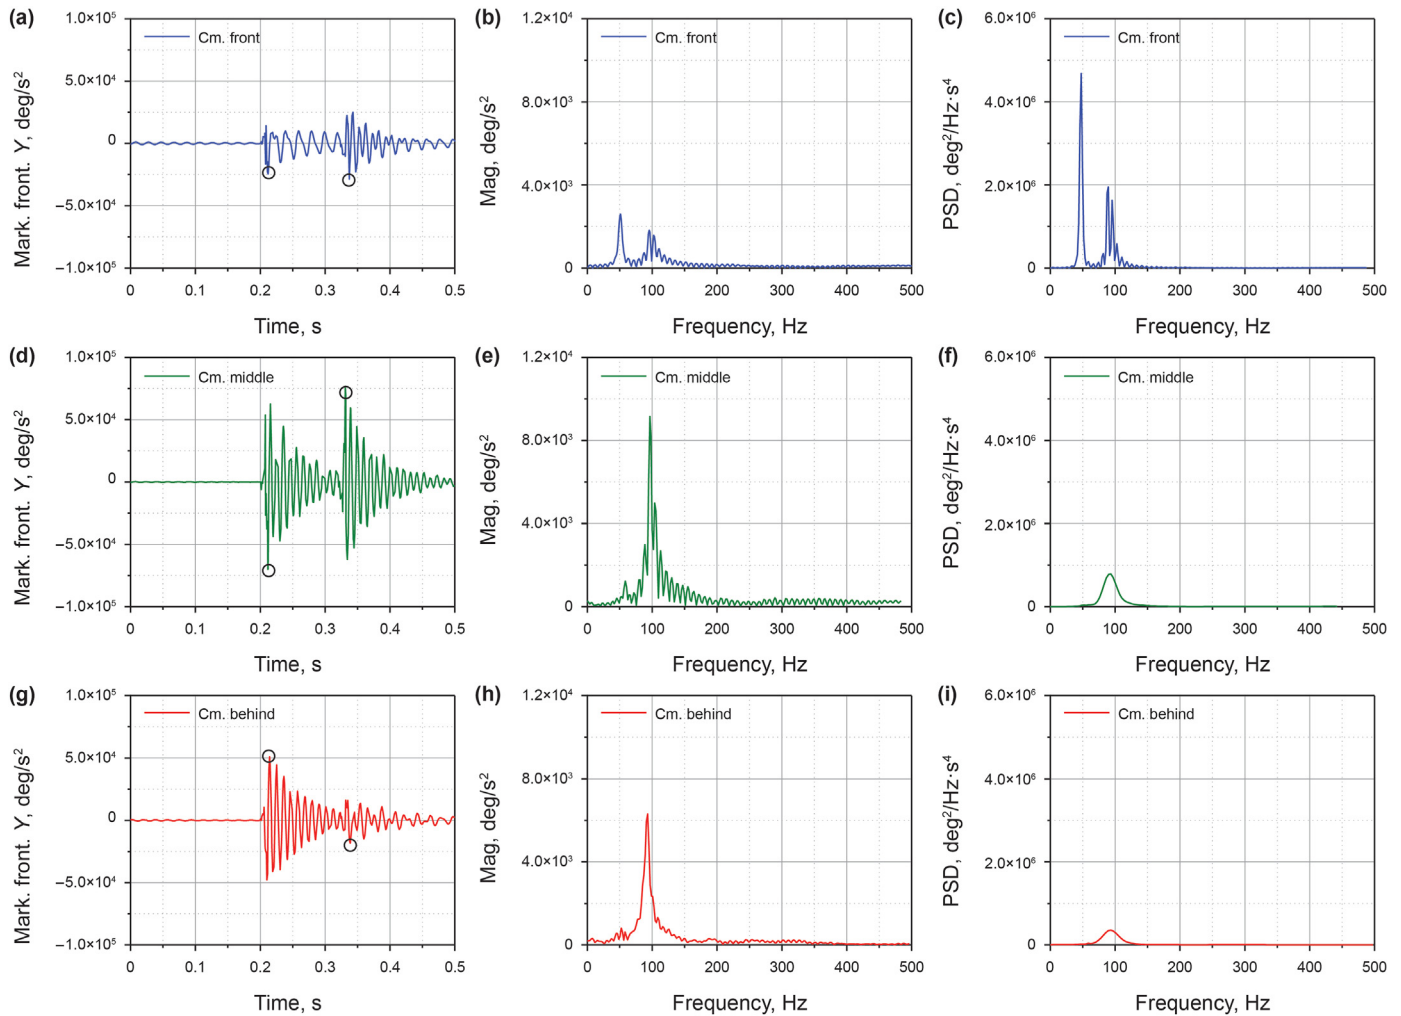 (a)
1.0×10⁵
5.0×10⁴
0
−5.0×10⁴
−1.0×10⁵
Mark. front. Y, deg/s²
Cm. front
0 0.1 0.2 0.3 0.4 0.5
Time, s
(b)
1.2×10⁴
8.0×10³
4.0×10³
0
Mag, deg/s²
Cm. front
0 100 200 300 400 500
Frequency, Hz
(c)
6.0×10⁶
4.0×10⁶
2.0×10⁶
0
PSD, deg²/Hz·s⁴
Cm. front
0 100 200 300 400 500
Frequency, Hz
(d)
1.0×10⁵
5.0×10⁴
0
−5.0×10⁴
−1.0×10⁵
Mark. front. Y, deg/s²
Cm. middle
0 0.1 0.2 0.3 0.4 0.5
Time, s
(e)
1.2×10⁴
8.0×10³
4.0×10³
0
Mag, deg/s²
Cm. middle
0 100 200 300 400 500
Frequency, Hz
(f)
6.0×10⁶
4.0×10⁶
2.0×10⁶
0
PSD, deg²/Hz·s⁴
Cm. middle
0 100 200 300 400 500
Frequency, Hz
(g)
1.0×10⁵
5.0×10⁴
0
−5.0×10⁴
−1.0×10⁵
Mark. front. Y, deg/s²
Cm. behind
0 0.1 0.2 0.3 0.4 0.5
Time, s
(h)
1.2×10⁴
8.0×10³
4.0×10³
0
Mag, deg/s²
Cm. behind
0 100 200 300 400 500
Frequency, Hz
(i)
6.0×10⁶
4.0×10⁶
2.0×10⁶
0
PSD, deg²/Hz·s⁴
Cm. behind
0 100 200 300 400 500
Frequency, Hz